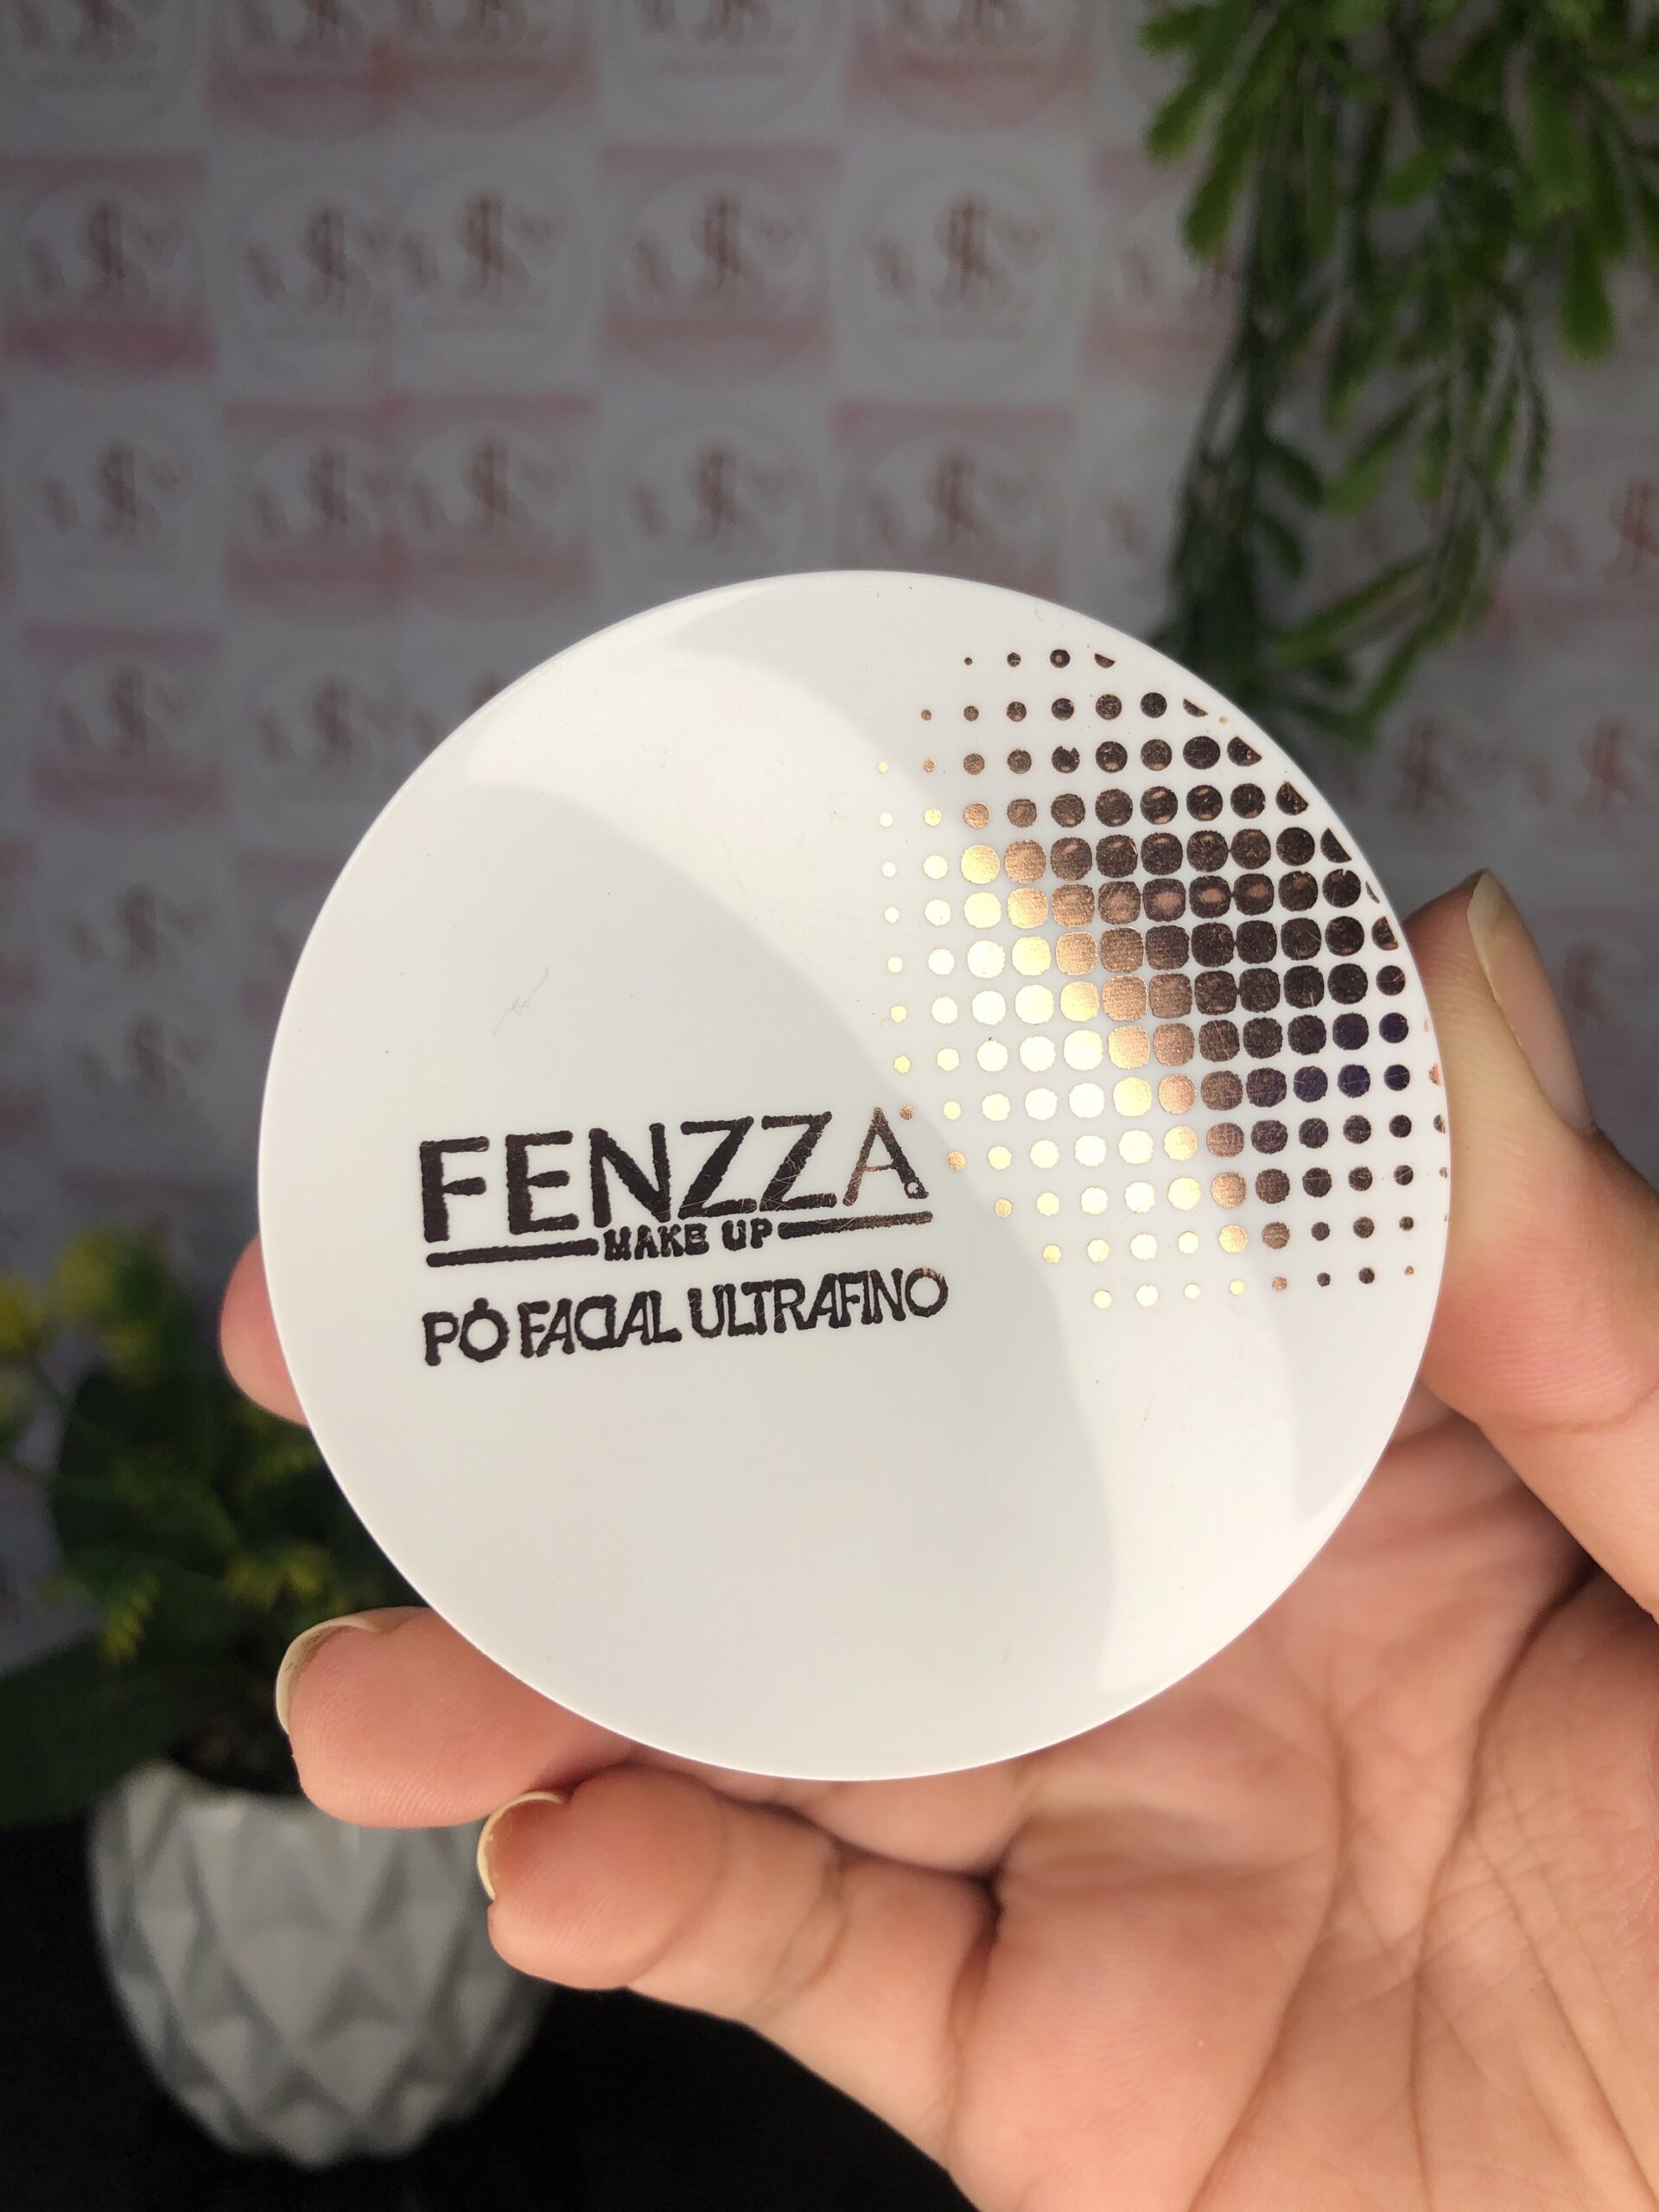 FENZZA
MAKE UP
PÓ FACIAL ULTRAFINO